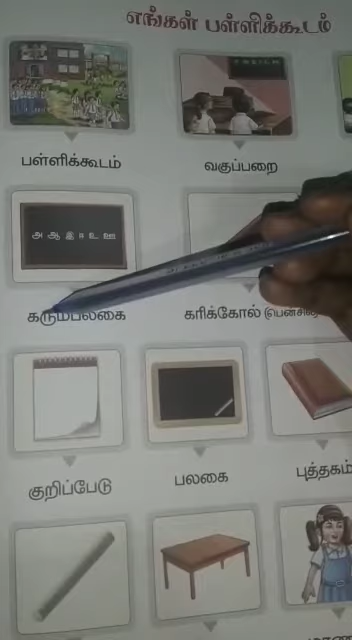 எங்கள் பள்ளிக்கூடம்
பள்ளிக்கூடம்
வகுப்பறை
அ ஆ இ ஈ உ ஊ
கரும்பலகை
கரிக்கோல்
குறிப்பேடு
பலகை
புத்தகம்